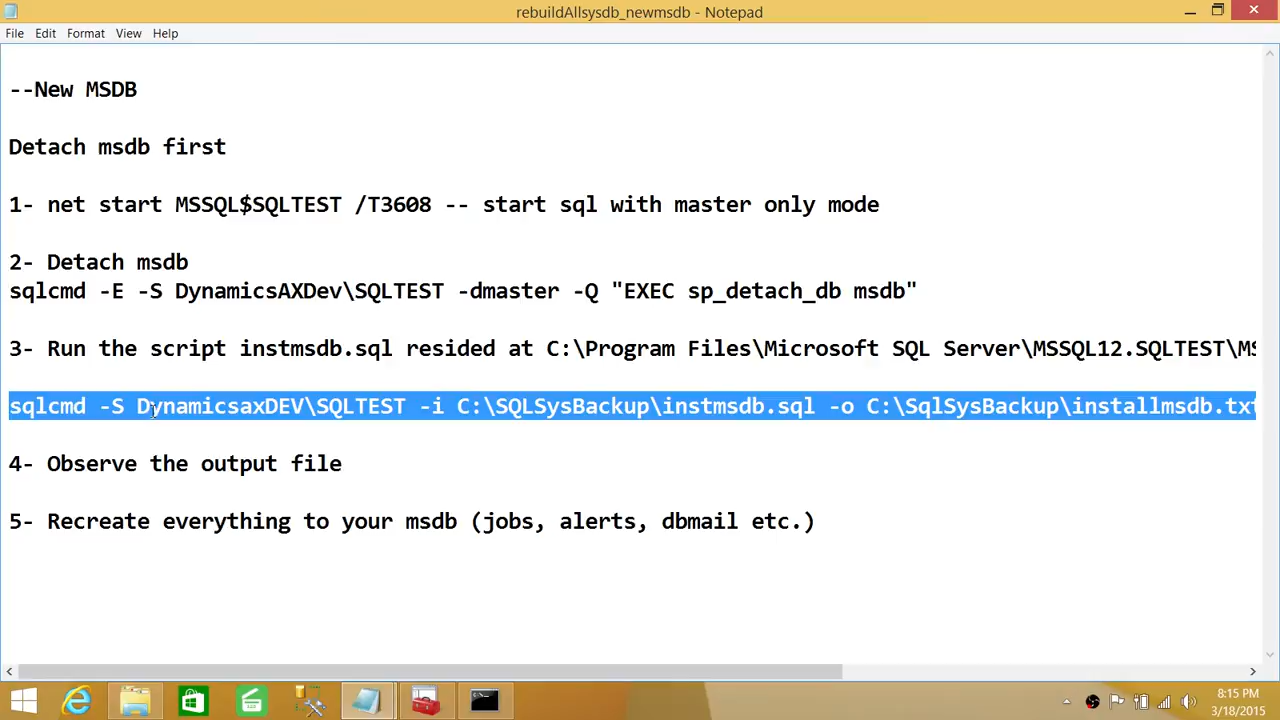 rebuildAllsysdb_newmsdb - Notepad
File Edit Format View Help
--New MSDB
Detach msdb first
1- net start MSSQL$SQLTEST /T3608 -- start sql with master only mode
2- Detach msdb
sqlcmd -E -S DynamicsAXDev\SQLTEST -dmaster -Q "EXEC sp_detach_db msdb"
3- Run the script instmsdb.sql resided at C:\Program Files\Microsoft SQL Server\MSSQL12.SQLTEST\MS
sqlcmd -S DynamicsaxDEV\SQLTEST -i C:\SQLSysBackup\instmsdb.sql -o C:\SqlSysBackup\installmsdb.txt
4- Observe the output file
5- Recreate everything to your msdb (jobs, alerts, dbmail etc.)
8:15 PM
3/18/2015